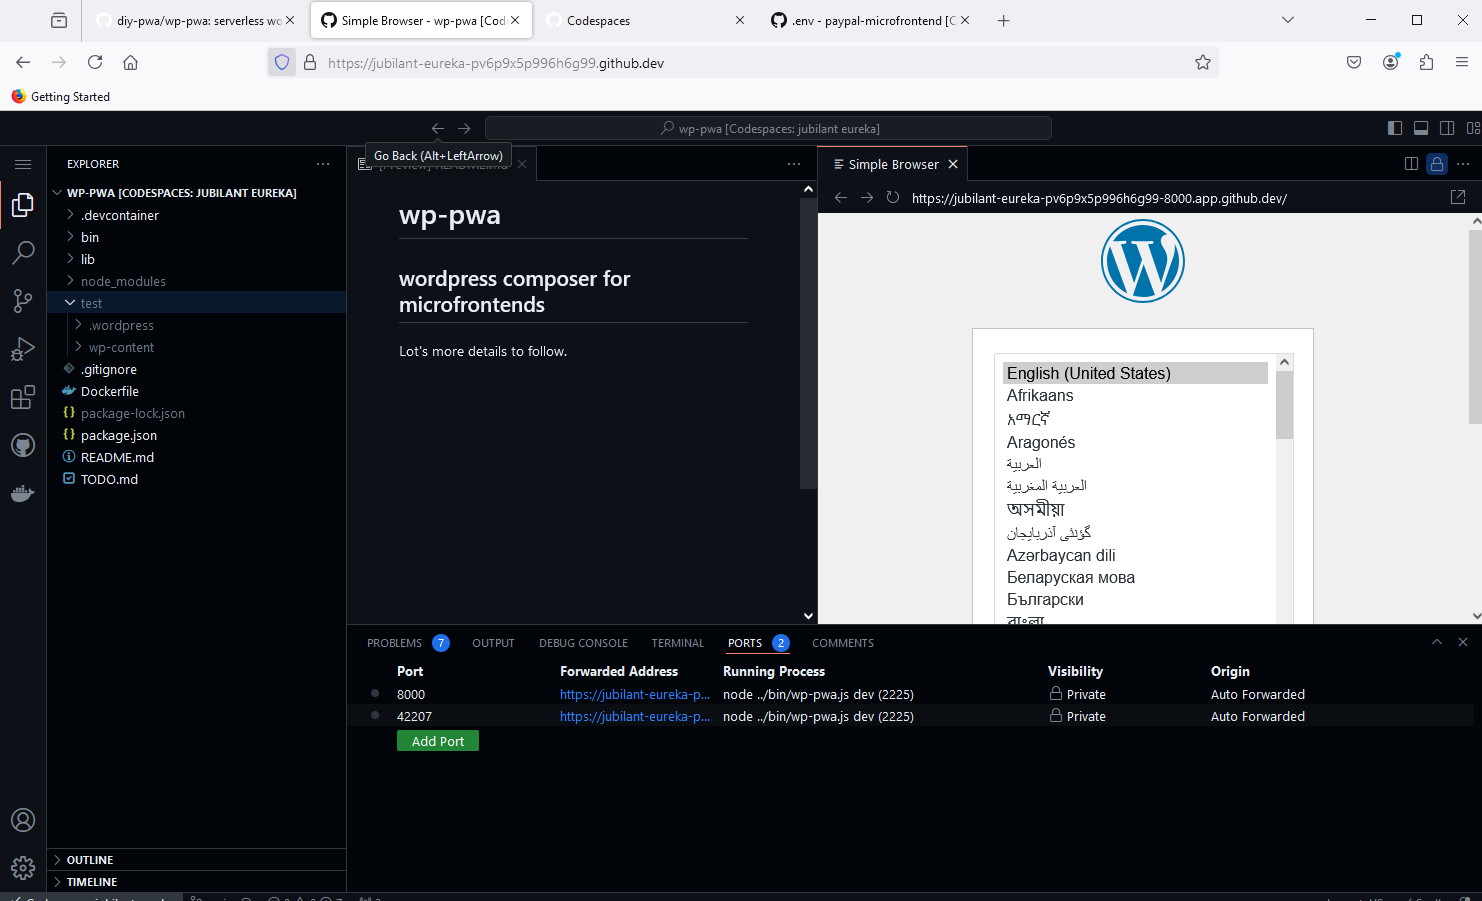 diy-pwa/wp-pwa: serverless wo
Simple Browser - wp-pwa [Cod
Codespaces
.env - paypal-microfrontend [C
https://jubilant-eureka-pv6p9x5p996h6g99.github.dev
Getting Started
wp-pwa [Codespaces: jubilant eureka]
Go Back (Alt+LeftArrow)
EXPLORER
WP-PWA [CODESPACES: JUBILANT EUREKA]
.devcontainer
bin
lib
node_modules
test
.wordpress
wp-content
.gitignore
Dockerfile
package-lock.json
package.json
README.md
TODO.md
OUTLINE
TIMELINE
wp-pwa
wordpress composer for
microfrontends
Lot's more details to follow.
Simple Browser
https://jubilant-eureka-pv6p9x5p996h6g99-8000.app.github.dev/
English (United States)
Afrikaans
አማርኛ
Aragonés
العربية
العربية المغربية
অসমীয়া
گؤنئی آذربایجان
Azərbaycan dili
Беларуская мова
Български
বাংলা
PROBLEMS 7 OUTPUT DEBUG CONSOLE TERMINAL PORTS 2 COMMENTS
Port Forwarded Address Running Process Visibility Origin
8000 https://jubilant-eureka-p... node ../bin/wp-pwa.js dev (2225) Private Auto Forwarded
42207 https://jubilant-eureka-p... node ../bin/wp-pwa.js dev (2225) Private Auto Forwarded
Add Port